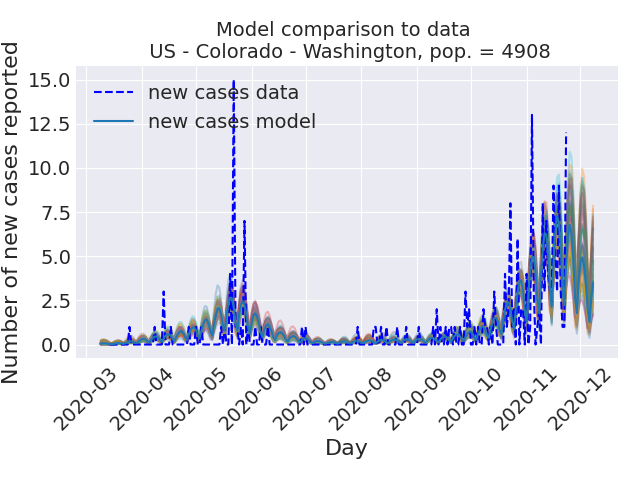 Model comparison to data
US - Colorado - Washington, pop. = 4908
Number of new cases reported
15.0
12.5
10.0
7.5
5.0
2.5
0.0
new cases data
new cases model
2020-03
2020-04
2020-05
2020-06
2020-07
2020-08
2020-09
2020-10
2020-11
2020-12
Day